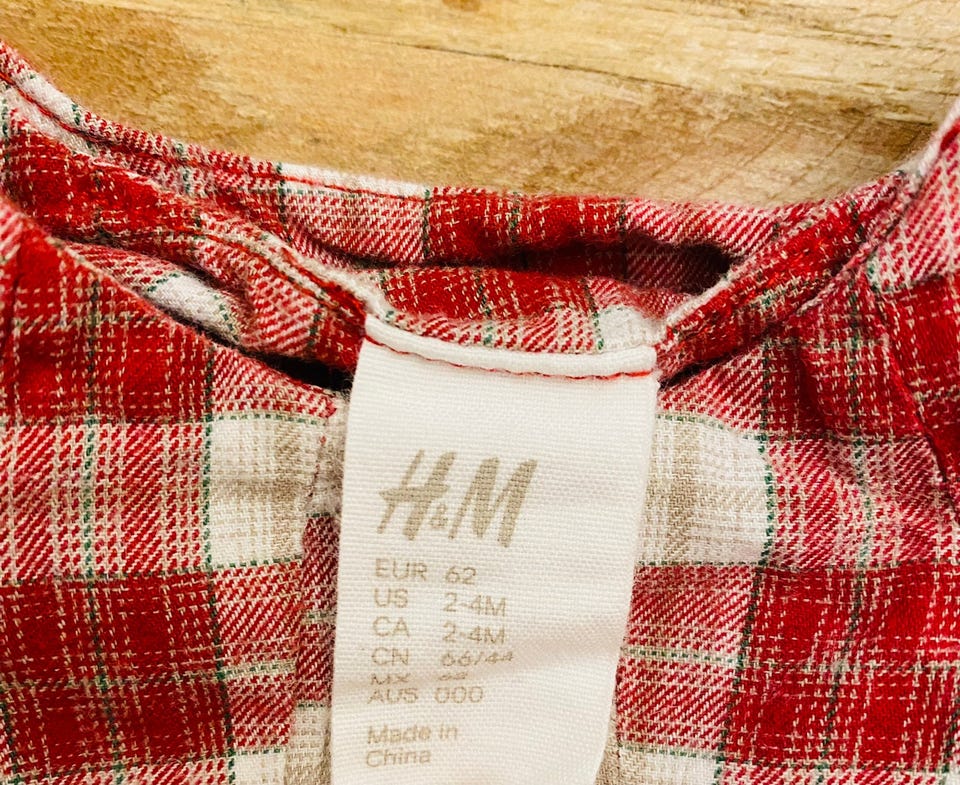 H&M
EUR 62
US 2-4M
CA 2-4M
CN 66/44
AUS 000
Made in
China